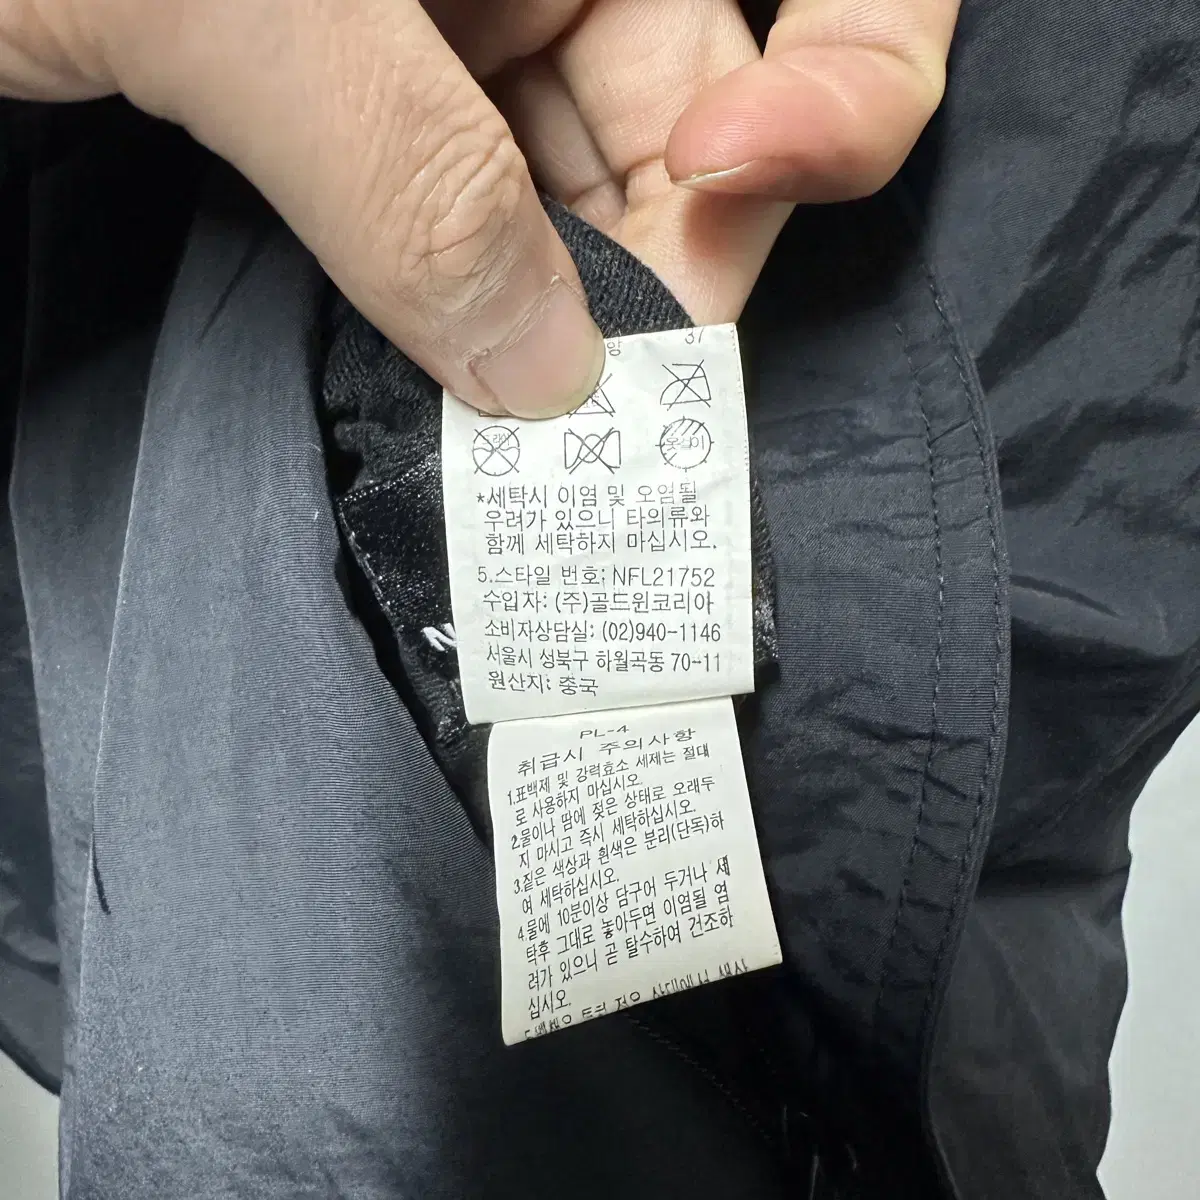 37
드라이
옷걸이
*세탁시 이염 및 오염될
우려가 있으니 타의류와
함께 세탁하지 마십시오.
5.스타일 번호: NFL21752
수입자: (주)골드윈코리아
소비자상담실: (02)940-1146
서울시 성북구 하월곡동 70-11
원산지: 중국
PL-4
취급시 주의사항
1.표백제 및 강력효소 세제는 절대
로 사용하지 마십시오.
2.물이나 땀에 젖은 상태로 오래두
지 마시고 즉시 세탁하십시오.
3.짙은 색상과 흰색은 분리(단독)하
여 세탁하십시오.
4.물에 10분이상 담구어 두거나 세
탁후 그대로 놓아두면 이염될 염
려가 있으니 곧 탈수하여 건조하
십시오.